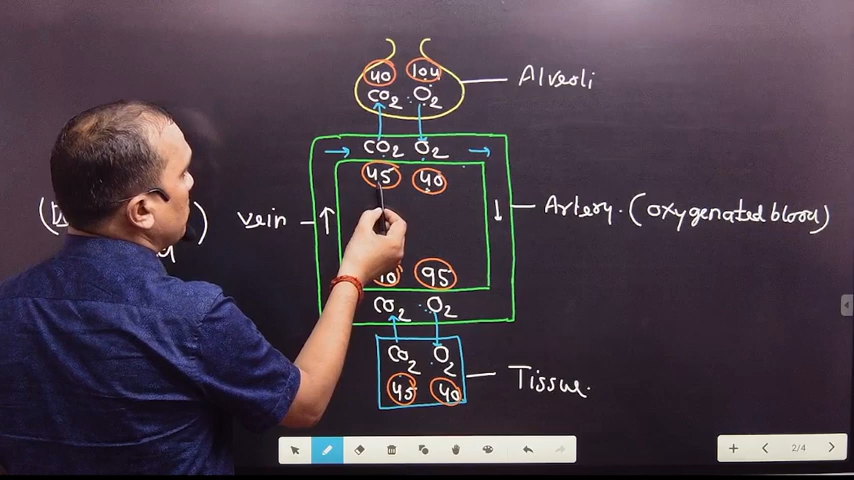 40 104
CO2 O2
Alveoli
CO2 O2
45 40
vein
Artery. (oxygenated blood)
95
CO2 O2
CO2 O2
45 40
Tissue.
2/4